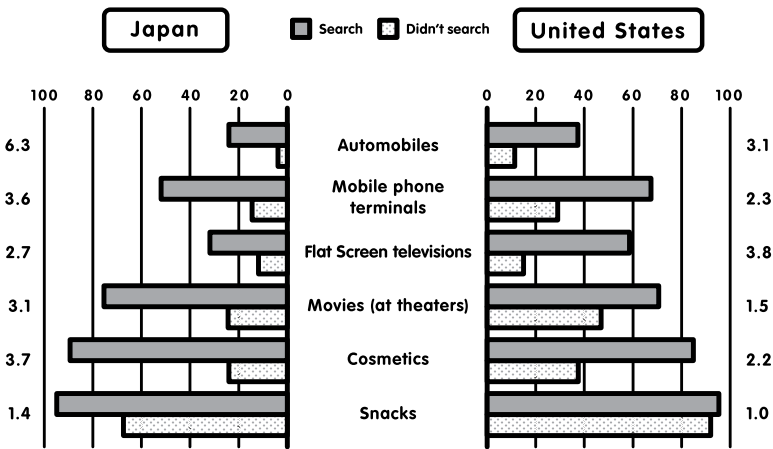 Japan
Search
Didn't search
United States
100 80 60 40 20 0
0 20 40 60 80 100
6.3
Automobiles
3.1
3.6
Mobile phone
terminals
2.3
2.7
Flat Screen televisions
3.8
3.1
Movies (at theaters)
1.5
3.7
Cosmetics
2.2
1.4
Snacks
1.0